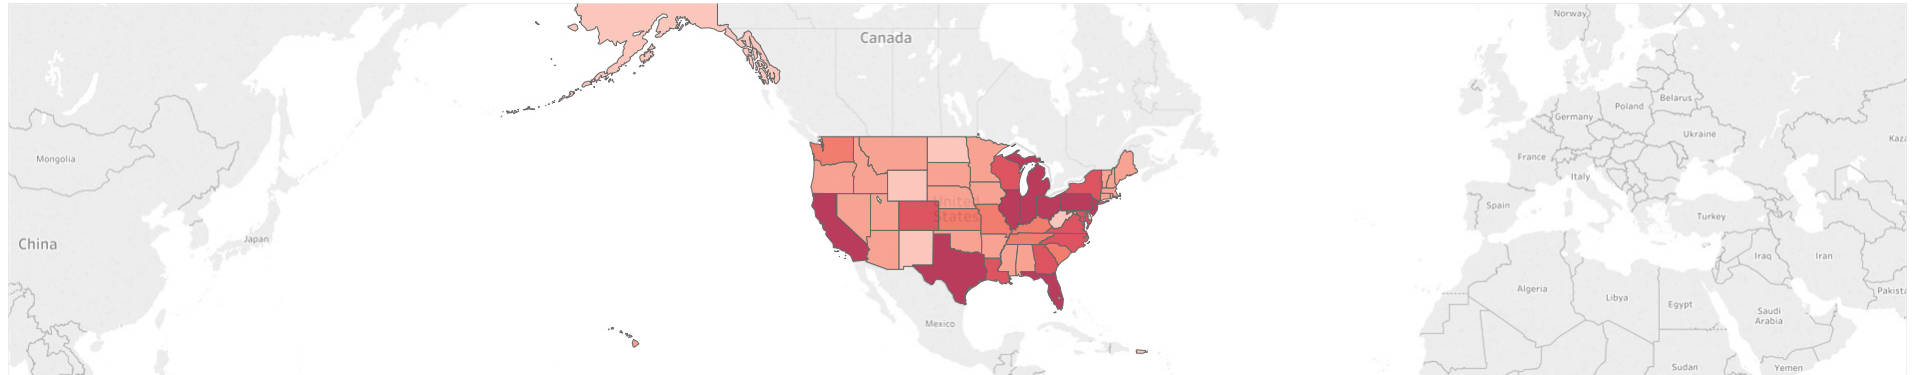 Norway
Canada
Poland
Belarus
Germany
Ukraine
Mongolia
France
Italy
United
States
Spain
Turkey
China
Japan
Iraq
Iran
Algeria
Libya
Egypt
Saudi
Arabia
Mexico
Sudan
Yemen
Kaza
Pakista